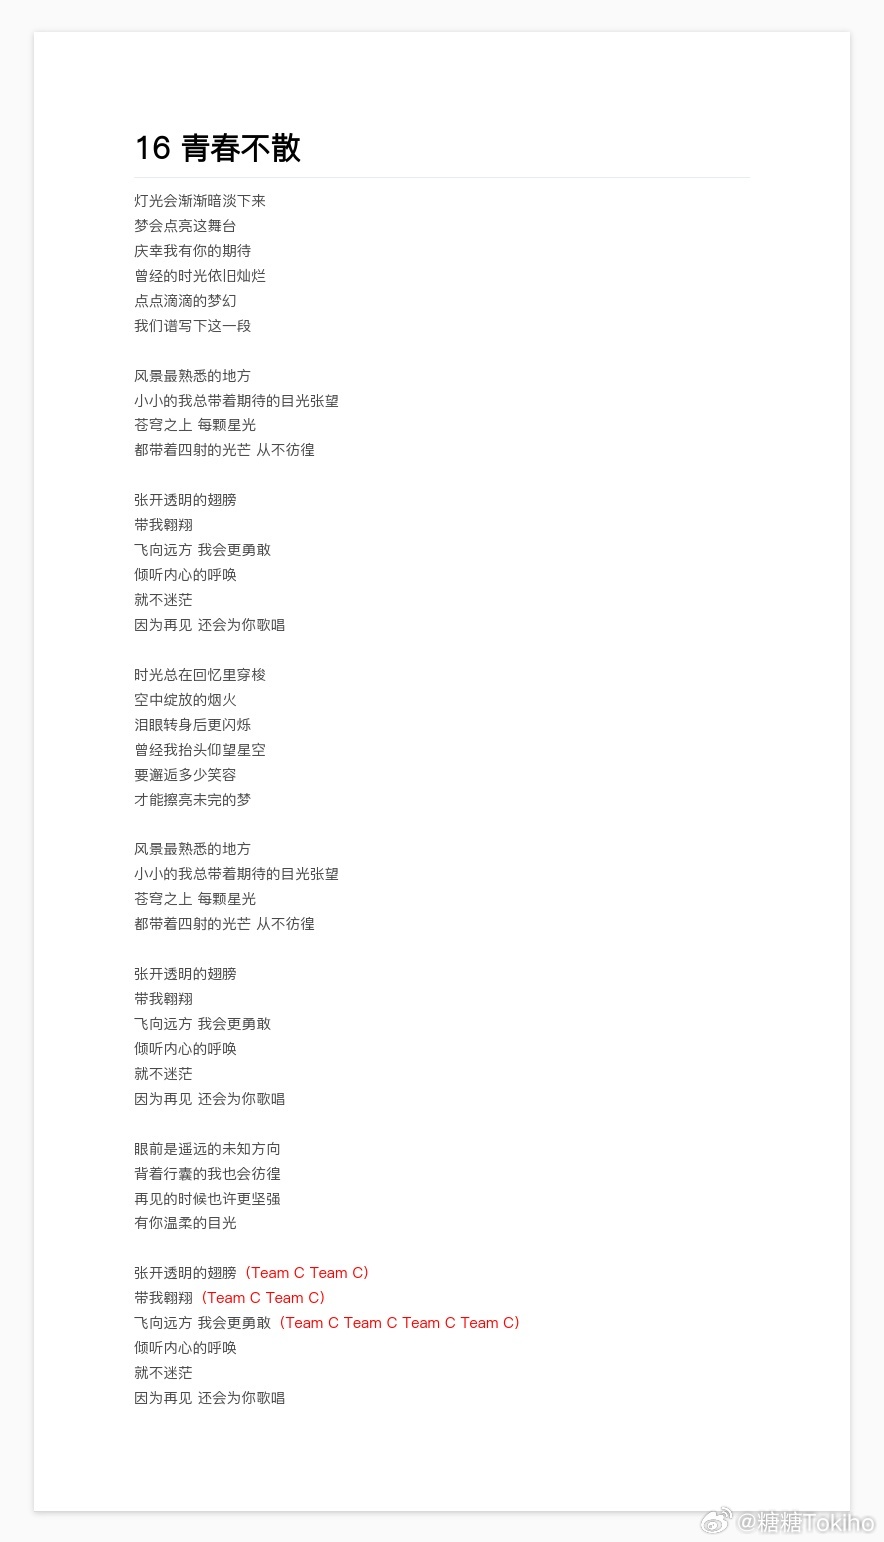 16 青春不散
灯光会渐渐暗淡下来
梦会点亮这舞台
庆幸我有你的期待
曾经的时光依旧灿烂
点点滴滴的梦幻
我们谱写下这一段
风景最熟悉的地方
小小的我总带着期待的目光张望
苍穹之上 每颗星光
都带着四射的光芒 从不彷徨
张开透明的翅膀
带我翱翔
飞向远方 我会更勇敢
倾听内心的呼唤
就不迷茫
因为再见 还会为你歌唱
时光总在回忆里穿梭
空中绽放的烟火
泪眼转身后更闪烁
曾经我抬头仰望星空
要邂逅多少笑容
才能擦亮未完的梦
风景最熟悉的地方
小小的我总带着期待的目光张望
苍穹之上 每颗星光
都带着四射的光芒 从不彷徨
张开透明的翅膀
带我翱翔
飞向远方 我会更勇敢
倾听内心的呼唤
就不迷茫
因为再见 还会为你歌唱
眼前是遥远的未知方向
背着行囊的我也会彷徨
再见的时候也许更坚强
有你温柔的目光
张开透明的翅膀（Team C Team C）
带我翱翔（Team C Team C）
飞向远方 我会更勇敢（Team C Team C Team C Team C）
倾听内心的呼唤
就不迷茫
因为再见 还会为你歌唱
@糖糖Tokiho